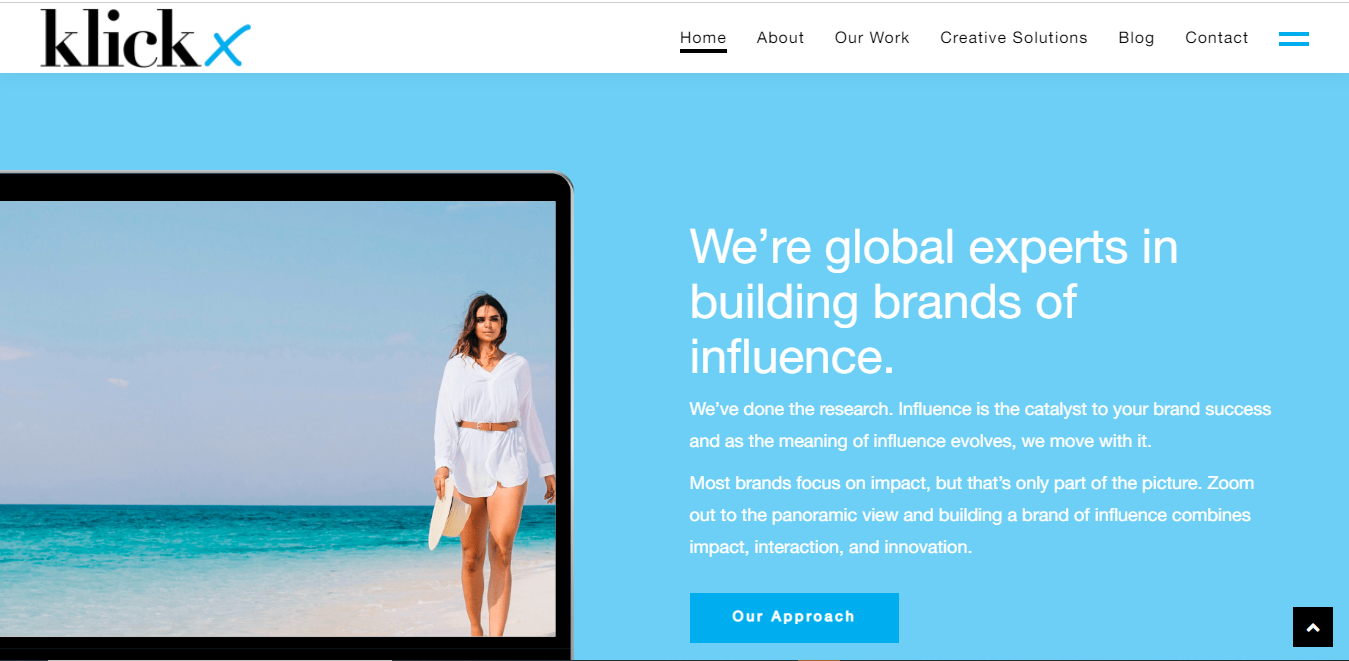 klickx
Home About Our Work Creative Solutions Blog Contact
We’re global experts in
building brands of
influence.
We’ve done the research. Influence is the catalyst to your brand success
and as the meaning of influence evolves, we move with it.
Most brands focus on impact, but that’s only part of the picture. Zoom
out to the panoramic view and building a brand of influence combines
impact, interaction, and innovation.
Our Approach